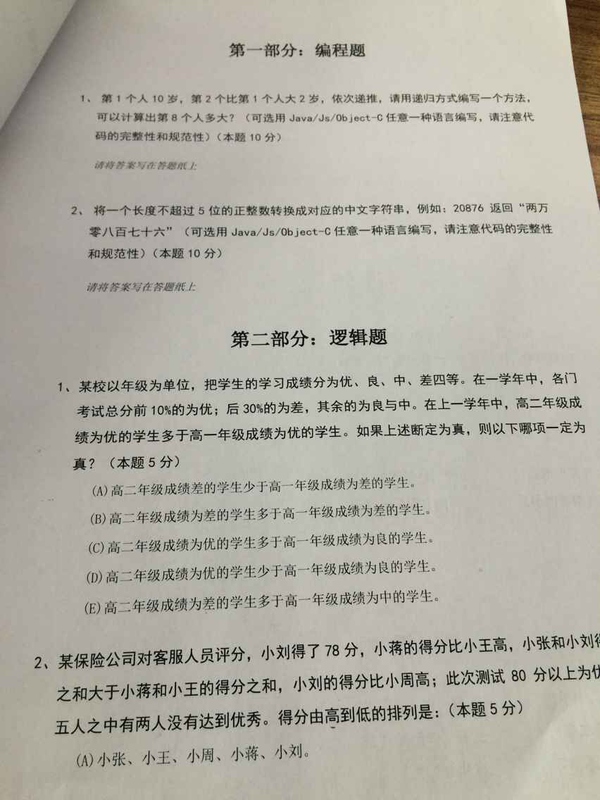 第一部分：编程题
1、 第1个人10岁，第2个比第1个人大2岁，依次递推，请用递归方式编写一个方法，
可以计算出第8个人多大？（可选用 Java/Js/Object-C 任意一种语言编写，请注意代
码的完整性和规范性）（本题10分）
请将答案写在答题纸上
2、 将一个长度不超过5位的正整数转换成对应的中文字符串，例如：20876 返回“两万
零八百七十六”（可选用 Java/Js/Object-C 任意一种语言编写，请注意代码的完整性
和规范性）（本题10分）
请将答案写在答题纸上
第二部分：逻辑题
1、某校以年级为单位，把学生的学习成绩分为优、良、中、差四等。在一学年中，各门
考试总分前10%的为优；后30%的为差，其余的为良与中。在上一学年中，高二年级成
绩为优的学生多于高一年级成绩为优的学生。如果上述断定为真，则以下哪项一定为
真？（本题5分）
(A)高二年级成绩差的学生少于高一年级成绩为差的学生。
(B)高二年级成绩为差的学生多于高一年级成绩为差的学生。
(C)高二年级成绩为优的学生多于高一年级成绩为良的学生。
(D)高二年级成绩为优的学生少于高一年级成绩为良的学生。
(E)高二年级成绩为差的学生多于高一年级成绩为中的学生。
2、某保险公司对客服人员评分，小刘得了78分，小蒋的得分比小王高，小张和小刘得
之和大于小蒋和小王的得分之和，小刘的得分比小周高；此次测试 80 分以上为优
五人之中有两人没有达到优秀。得分由高到低的排列是：（本题5分）
(A)小张、小王、小周、小蒋、小刘。